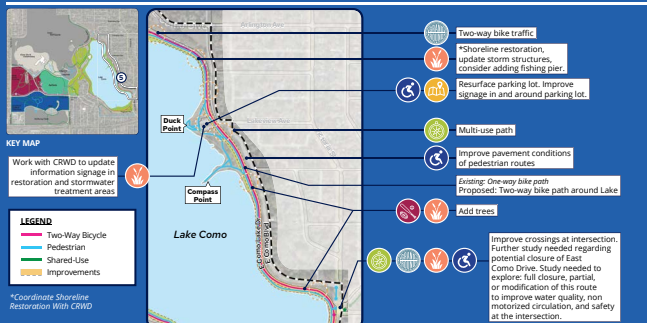 KEY MAP
Work with CRWD to update
information signage in
restoration and stormwater
treatment areas
LEGEND
Two-Way Bicycle
Pedestrian
Shared-Use
Improvements
*Coordinate Shoreline
Restoration With CRWD
Arlington Ave
Duck
Point
Compass
Point
Lake Como
E Como Lake Dr
E Como Blvd
Two-way bike traffic
*Shoreline restoration,
update storm structures,
consider adding fishing pier.
Resurface parking lot. Improve
signage in and around parking lot.
Multi-use path
Improve pavement conditions
of pedestrian routes
Existing: One-way bike path
Proposed: Two-way bike path around Lake
Add trees
Improve crossings at intersection.
Further study needed regarding
potential closure of East
Como Drive. Study needed to
explore: full closure, partial,
or modification of this route
to improve water quality, non
motorized circulation, and safety
at the intersection.
5